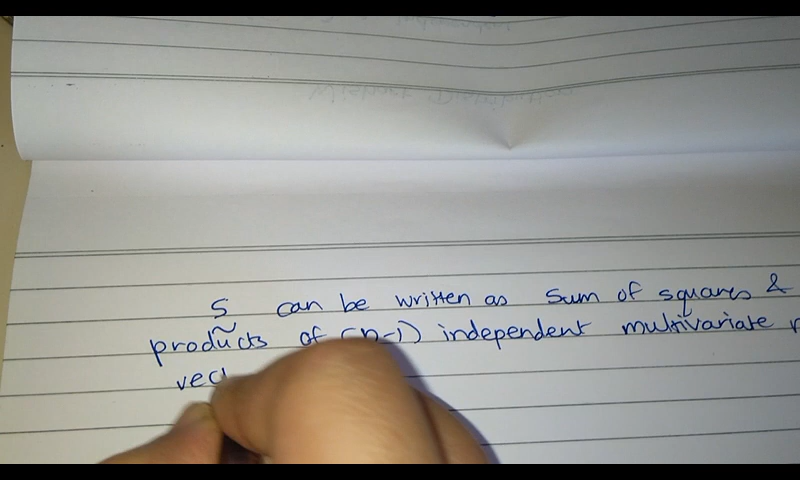 S can be written as Sum of squares &
products of (n-1) independent multivariate
vec